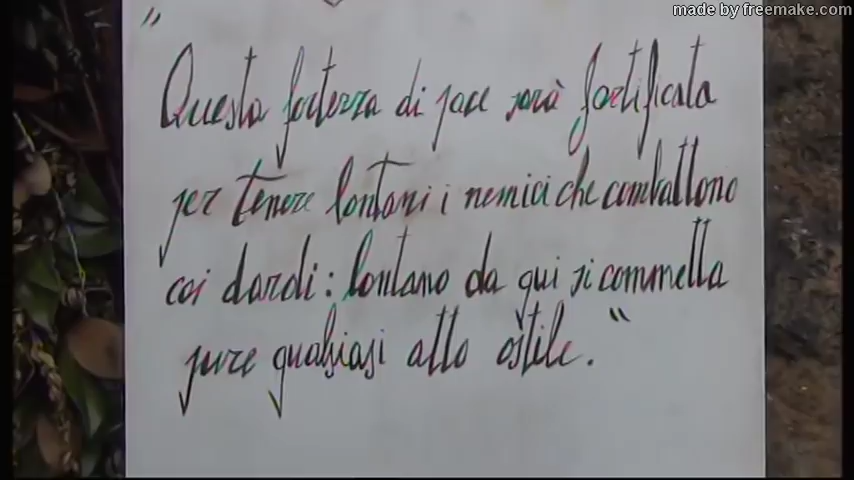 made by freemake.com
"
Questa fortezza di pace sarà fortificata
per tenere lontani i nemici che combattono
coi dardi: lontano da qui si commetta
pure qualsiasi atto ostile."